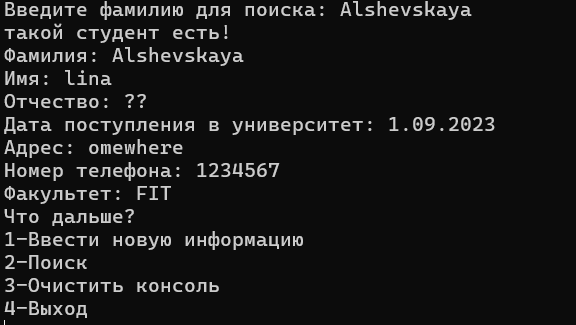 Введите фамилию для поиска: Alshevskaya
такой студент есть!
Фамилия: Alshevskaya
Имя: lina
Отчество: ??
Дата поступления в университет: 1.09.2023
Адрес: omewhere
Номер телефона: 1234567
Факультет: FIT
Что дальше?
1-Ввести новую информацию
2-Поиск
3-Очистить консоль
4-Выход